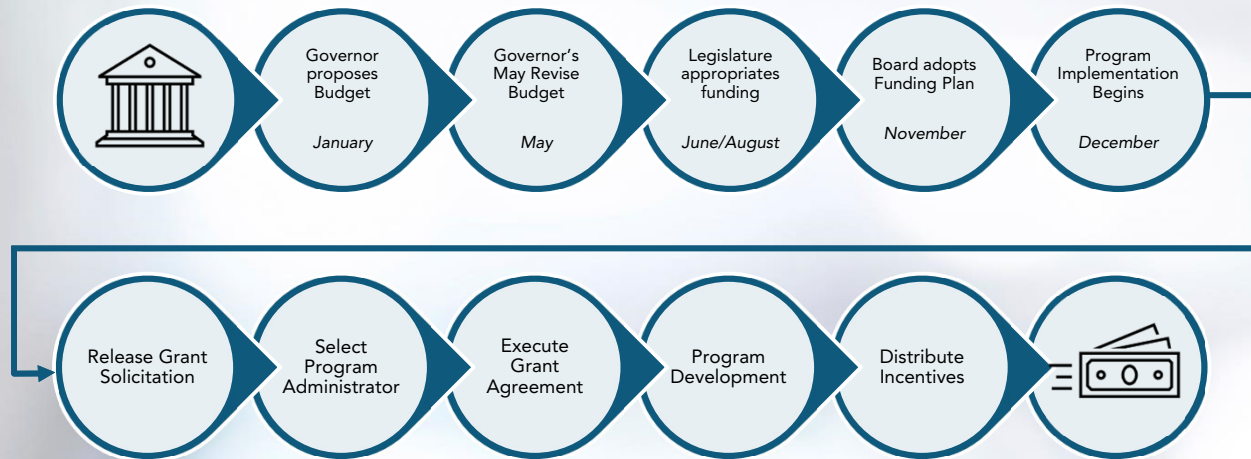 Governor
proposes
Budget
January
Governor's
May Revise
Budget
May
Legislature
appropriates
funding
June/August
Board adopts
Funding Plan
November
Program
Implementation
Begins
December
Release Grant
Solicitation
Select
Program
Administrator
Execute
Grant
Agreement
Program
Development
Distribute
Incentives